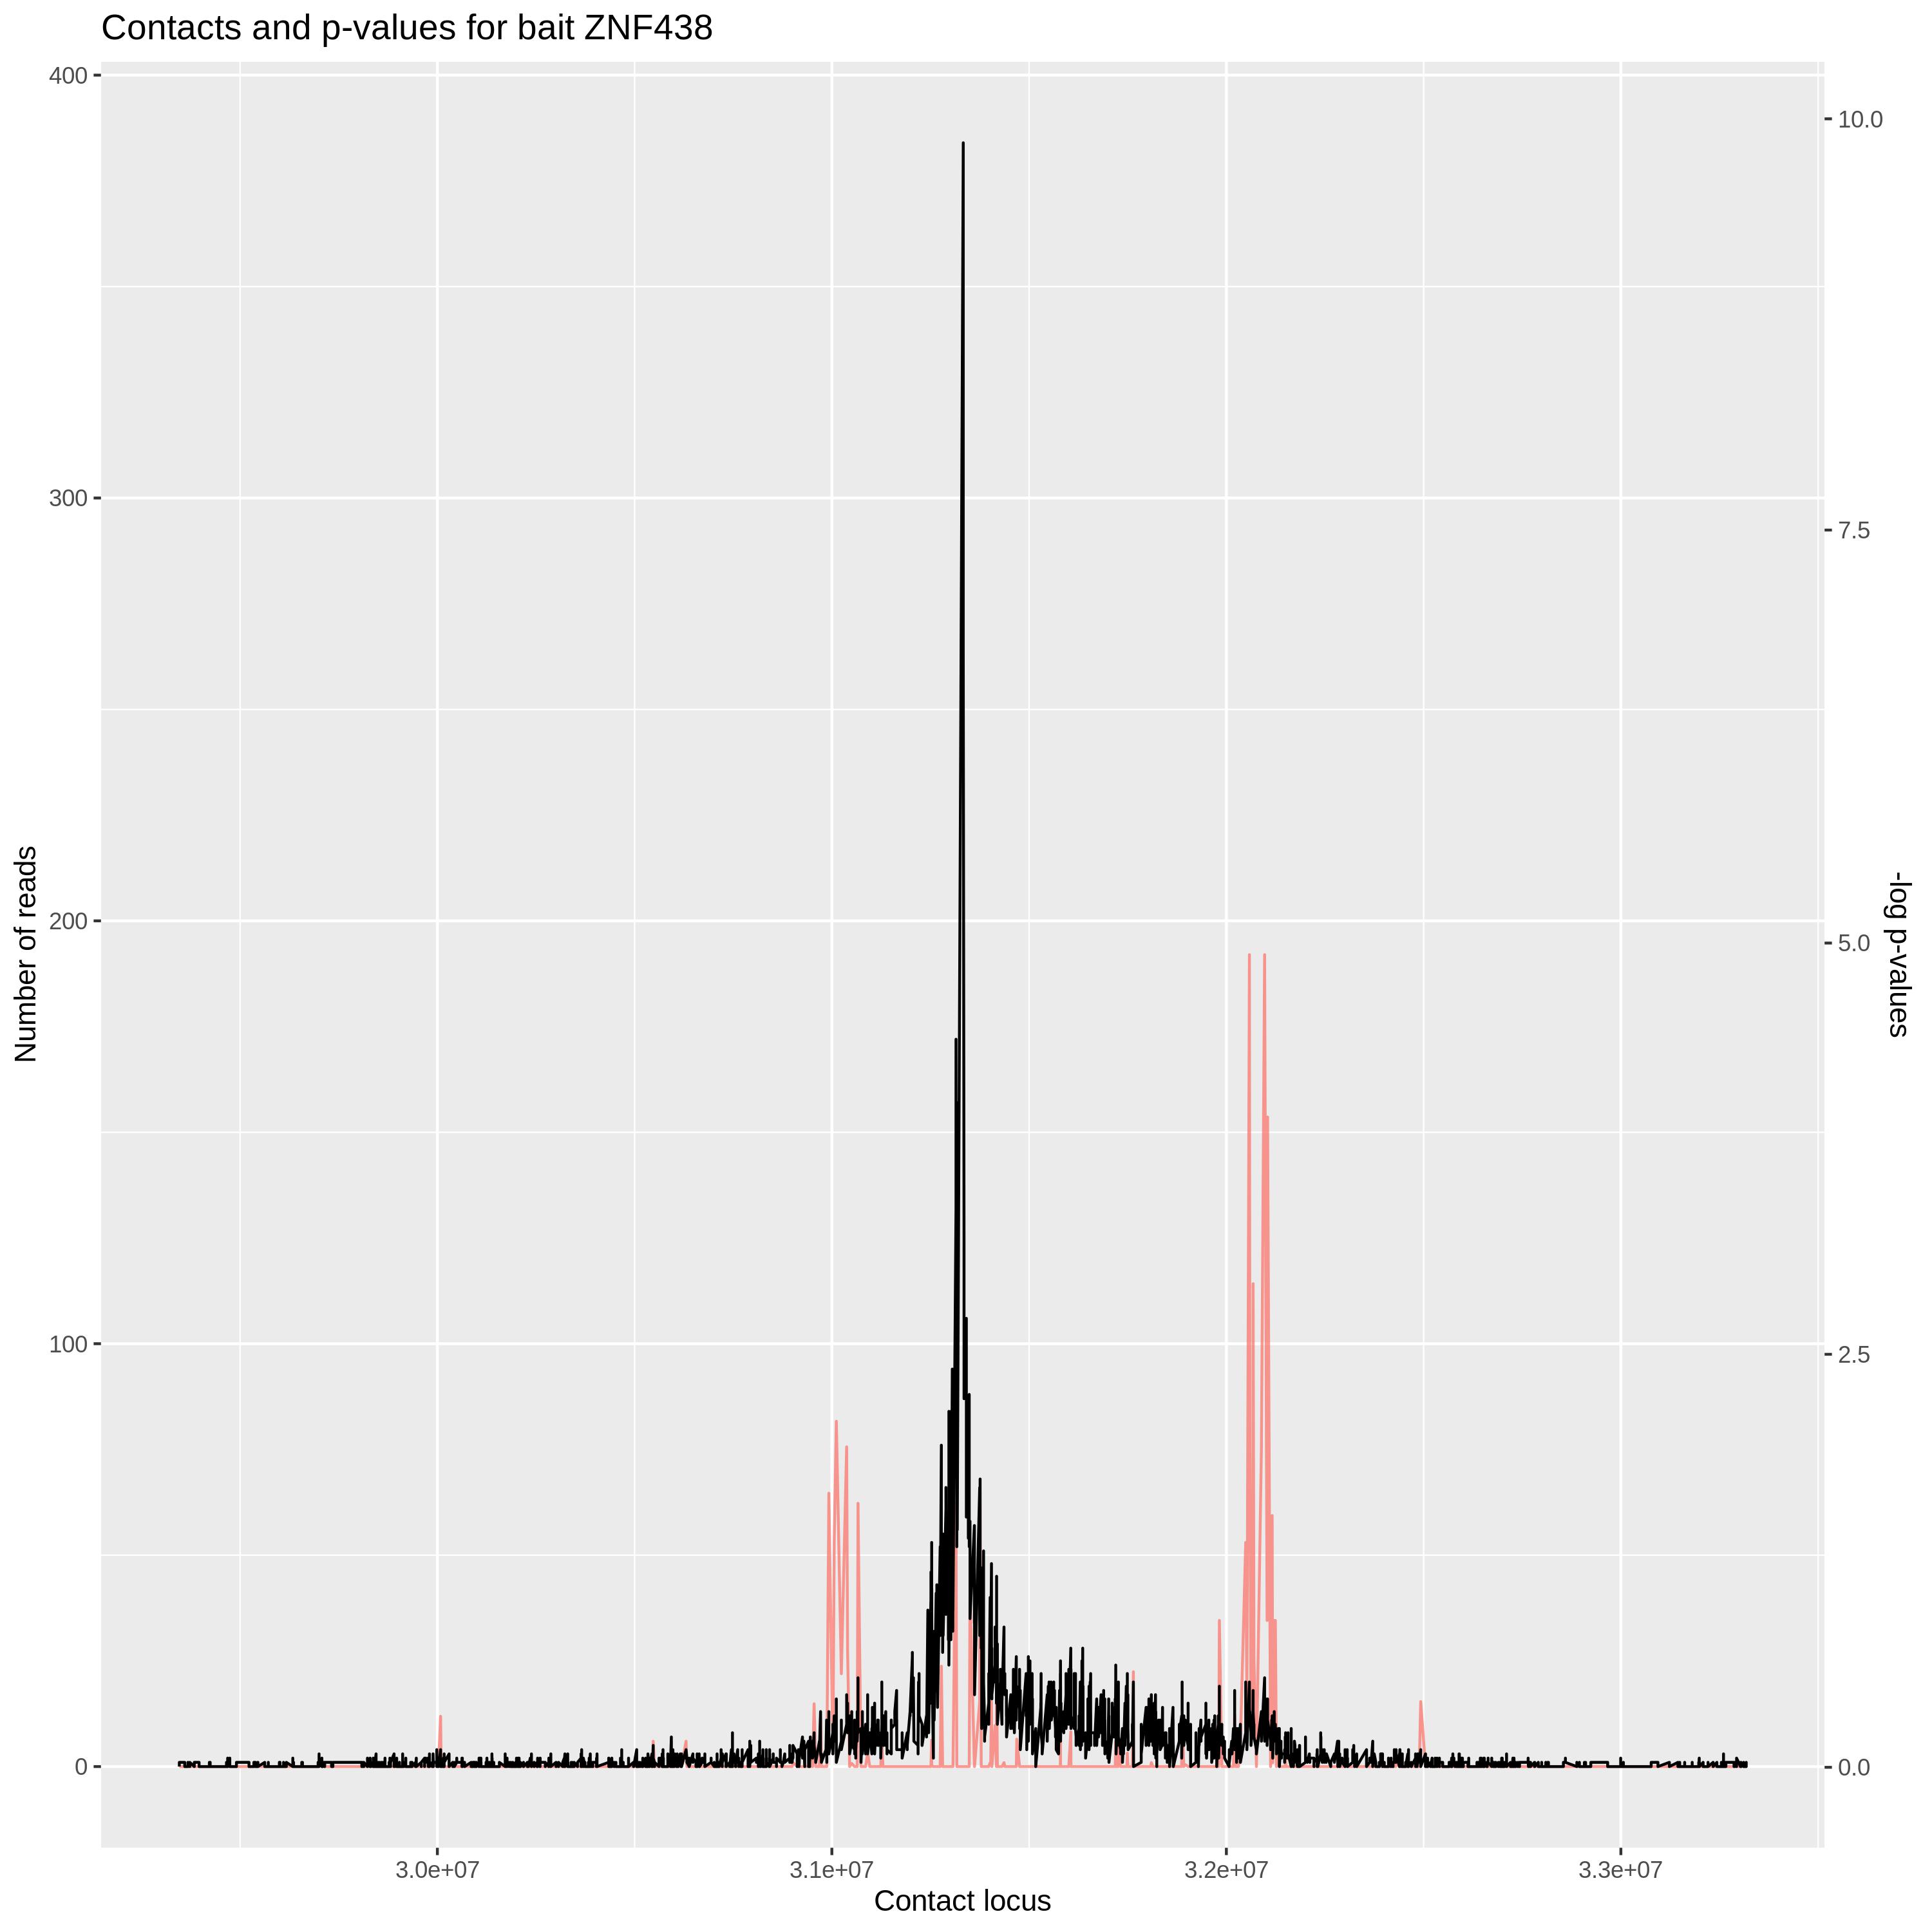 Contacts and p-values for bait ZNF438
400
300
200
100
0
10.0
7.5
5.0
2.5
0.0
Number of reads
-log p-values
3.0e+07
3.1e+07
3.2e+07
3.3e+07
Contact locus